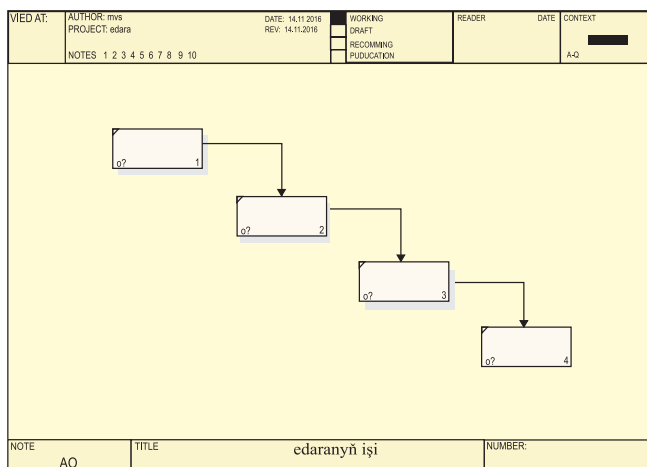 VİED AT:
AUTHOR: mvs
PROJECT: edara
NOTES 1 2 3 4 5 6 7 8 9 10
DATE: 14.11 2016
REV: 14.11.2016
WORKING
DRAFT
RECOMMING
PUDUCATION
READER
DATE
CONTEXT
A-Q
o? 1
o? 2
o? 3
o? 4
NOTE
AO
TITLE
edaranyň işi
NUMBER: